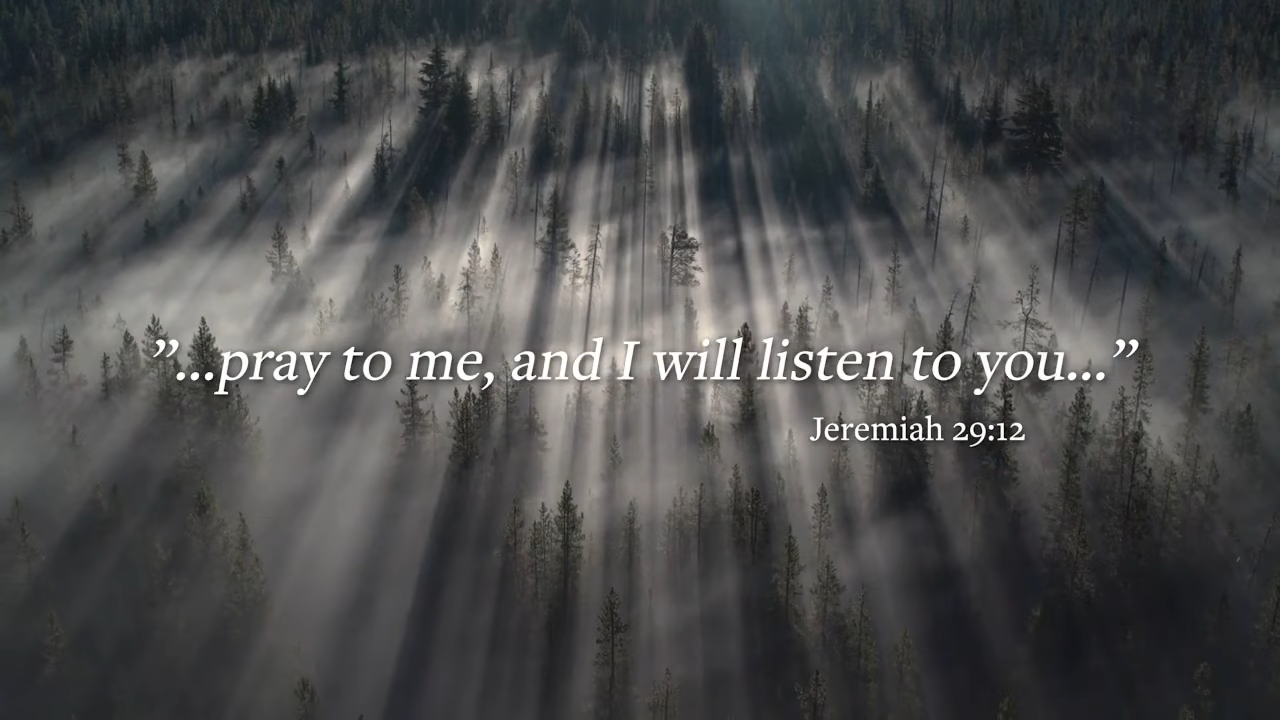 ”...pray to me, and I will listen to you...”
Jeremiah 29:12